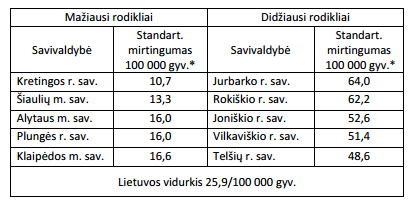 Mažiausi rodikliai Didžiausi rodikliai
Savivaldybė Standart. mirtingumas 100 000 gyv.* Savivaldybė Standart. mirtingumas 100 000 gyv.*
Kretingos r. sav. 10,7 Jurbarko r. sav. 64,0
Šiaulių m. sav. 13,3 Rokiškio r. sav. 62,2
Alytaus m. sav. 16,0 Joniškio r. sav. 52,6
Plungės r. sav. 16,0 Vilkaviškio r. sav. 51,4
Klaipėdos m. sav. 16,6 Telšių r. sav. 48,6
Lietuvos vidurkis 25,9/100 000 gyv.